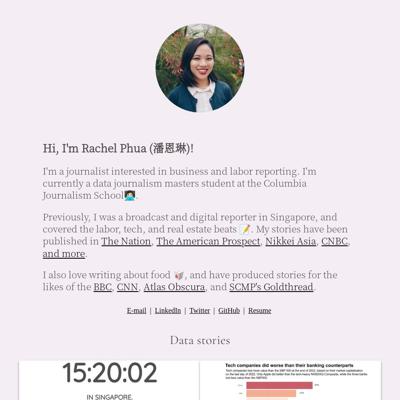 Hi, I'm Rachel Phua (潘恩琳)!
I'm a journalist interested in business and labor reporting. I'm
currently a data journalism masters student at the Columbia
Journalism School👩🏻‍💻.
Previously, I was a broadcast and digital reporter in Singapore, and
covered the labor, tech, and real estate beats 📝. My stories have been
published in The Nation, The American Prospect, Nikkei Asia, CNBC,
and more.
I also love writing about food 🥡, and have produced stories for the
likes of the BBC, CNN, Atlas Obscura, and SCMP's Goldthread.
E-mail | LinkedIn | Twitter | GitHub | Resume
Data stories
15:20:02
IN SINGAPORE.
Tech companies did worse than their banking counterparts